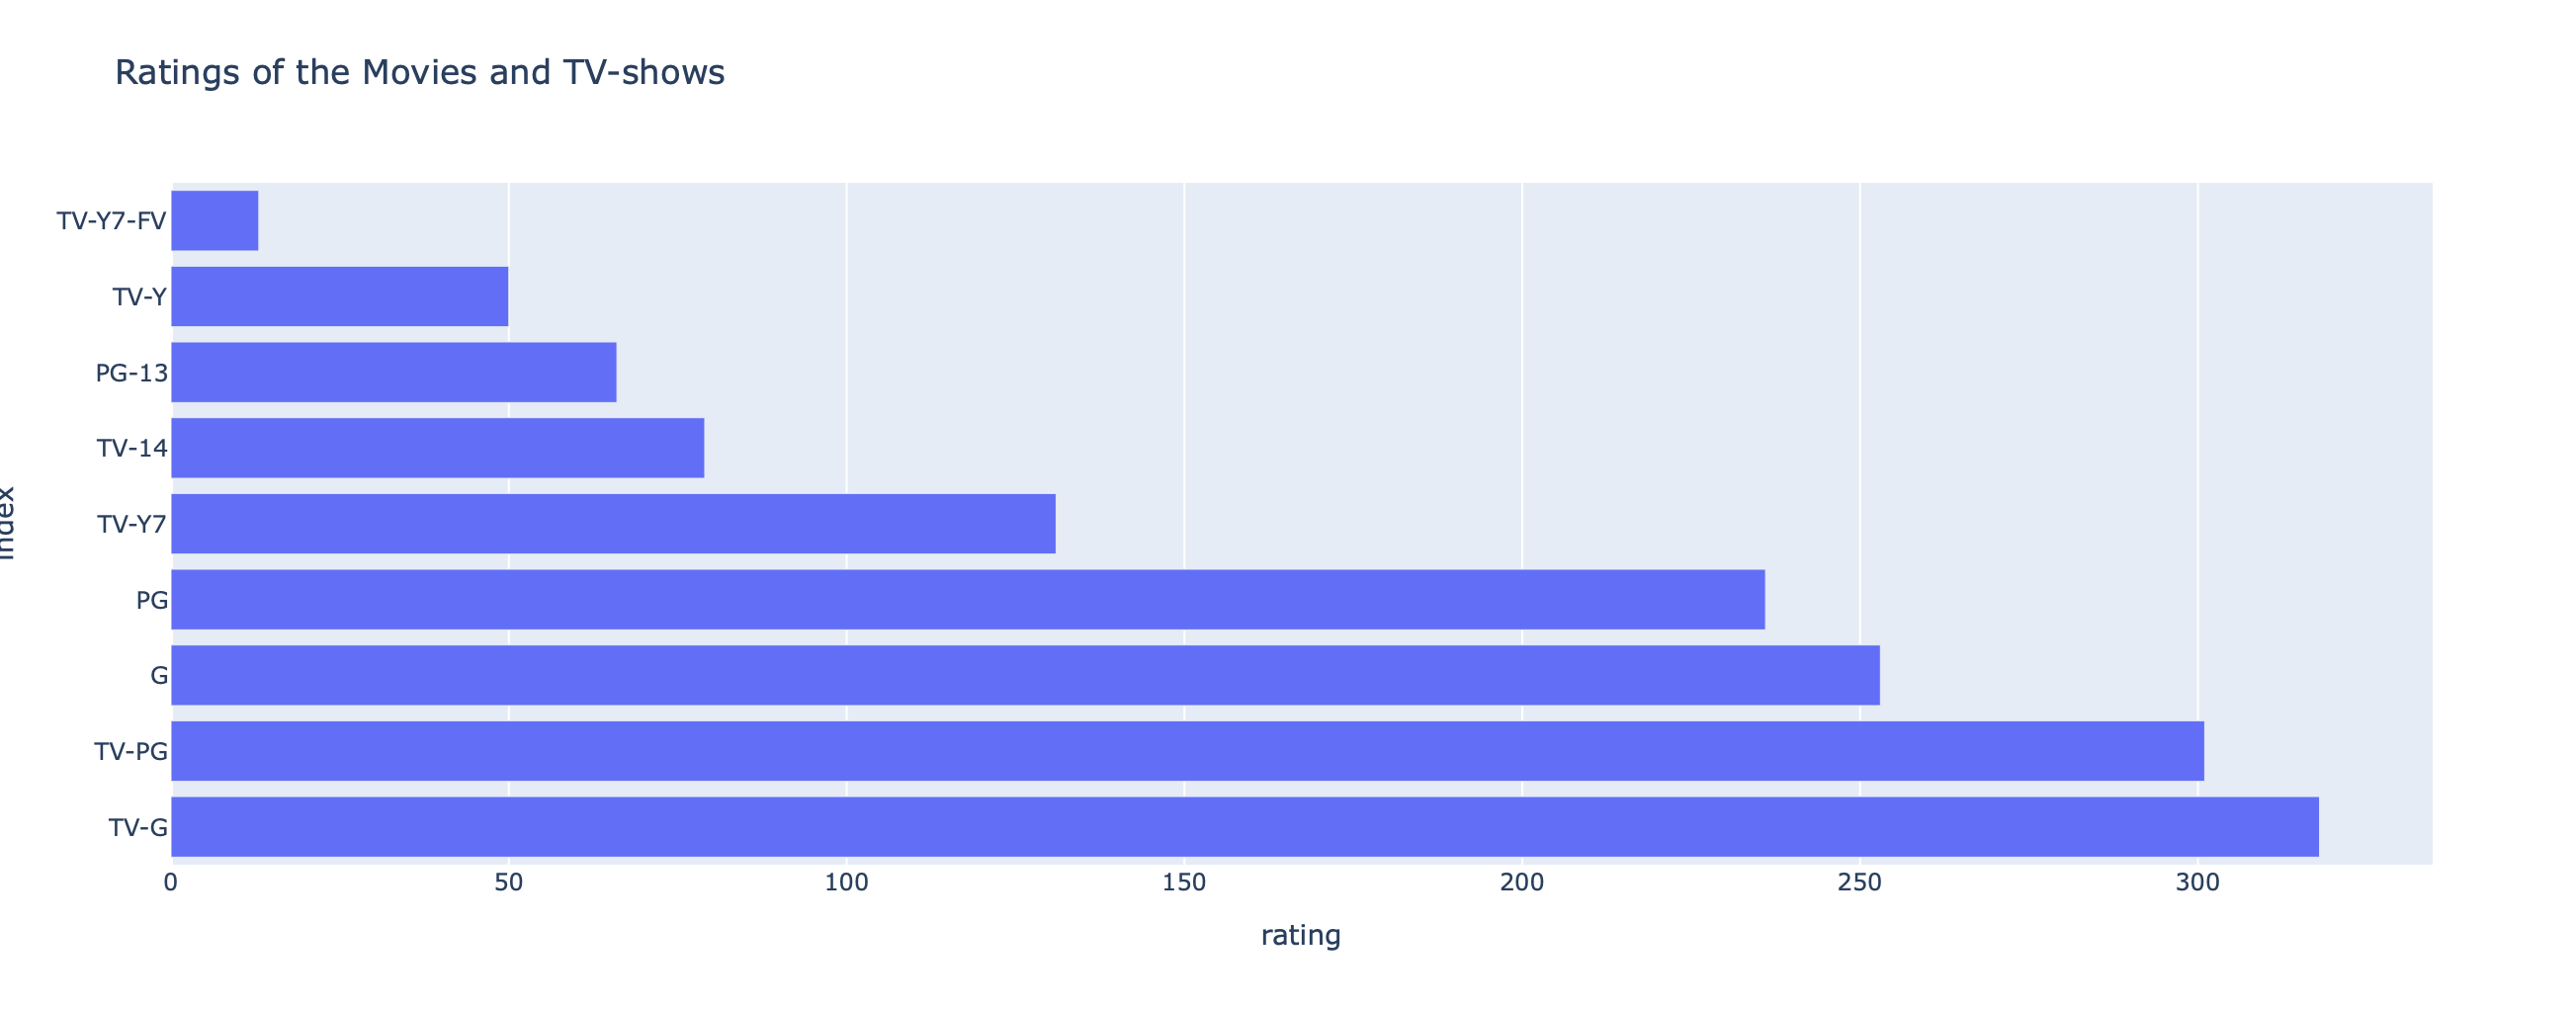 Ratings of the Movies and TV-shows
TV-Y7-FV
TV-Y
PG-13
TV-14
TV-Y7
PG
G
TV-PG
TV-G
index
0 50 100 150 200 250 300
rating